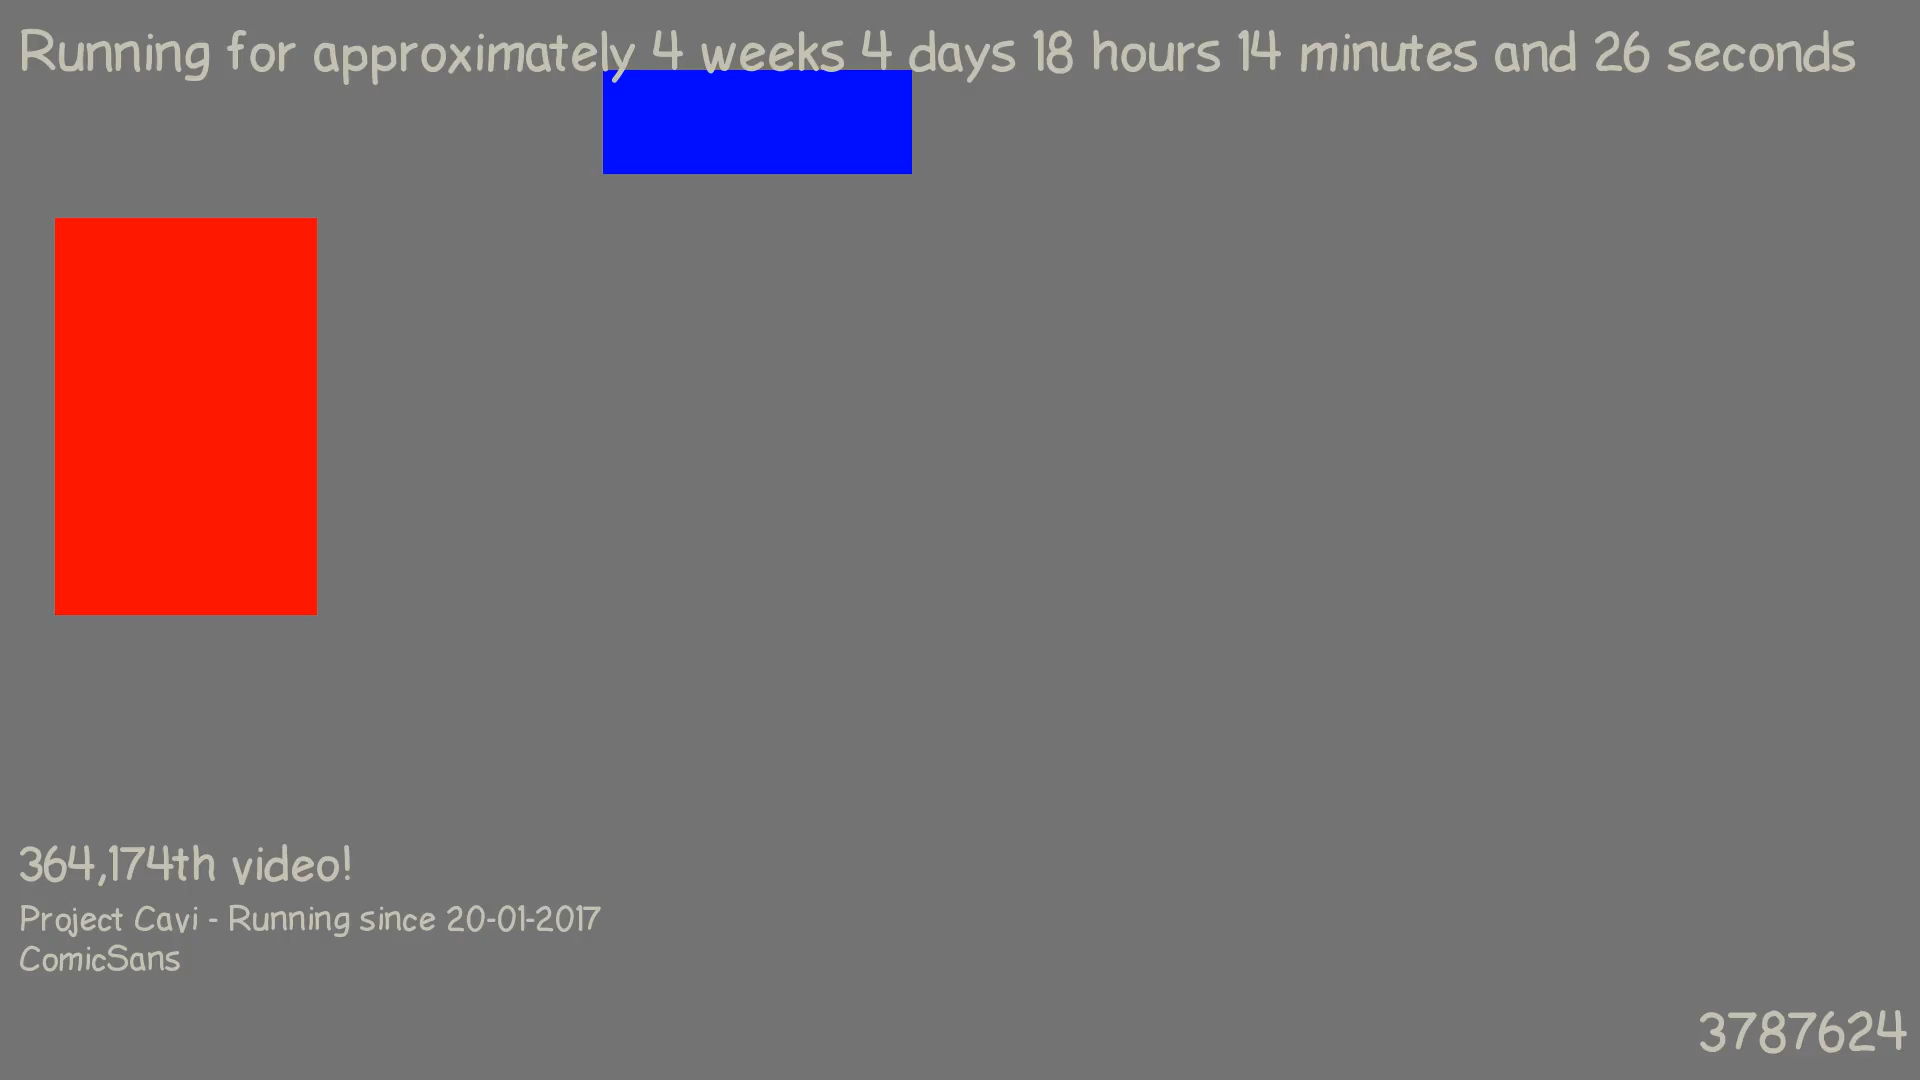 Running for approximately 4 weeks 4 days 18 hours 14 minutes and 26 seconds
364,174th video!
Project Cavi - Running since 20-01-2017
ComicSans
3787624